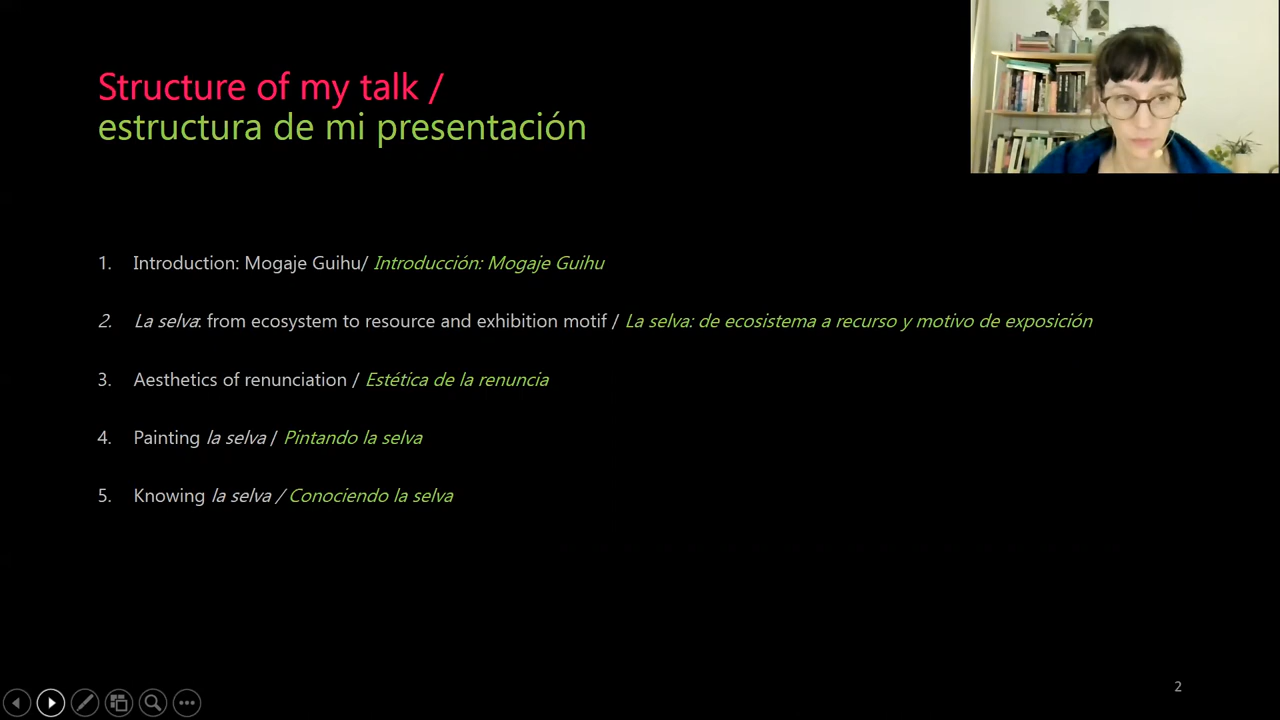 Structure of my talk /
estructura de mi presentación
1. Introduction: Mogaje Guihu/ Introducción: Mogaje Guihu
2. La selva: from ecosystem to resource and exhibition motif / La selva: de ecosistema a recurso y motivo de exposición
3. Aesthetics of renunciation / Estética de la renuncia
4. Painting la selva / Pintando la selva
5. Knowing la selva / Conociendo la selva
2